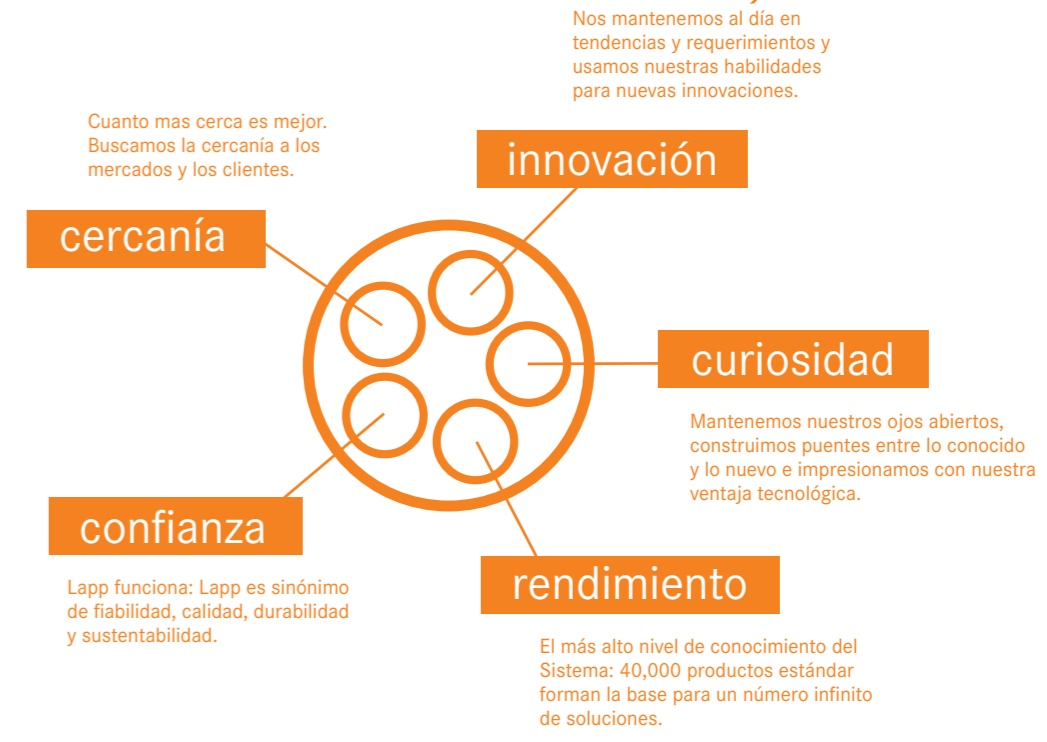 Nos mantenemos al día en
tendencias y requerimientos y
usamos nuestras habilidades
para nuevas innovaciones.
innovación
Cuanto mas cerca es mejor.
Buscamos la cercanía a los
mercados y los clientes.
cercanía
curiosidad
Mantenemos nuestros ojos abiertos,
construimos puentes entre lo conocido
y lo nuevo e impresionamos con nuestra
ventaja tecnológica.
confianza
Lapp funciona: Lapp es sinónimo
de fiabilidad, calidad, durabilidad
y sustentabilidad.
rendimiento
El más alto nivel de conocimiento del
Sistema: 40,000 productos estándar
forman la base para un número infinito
de soluciones.